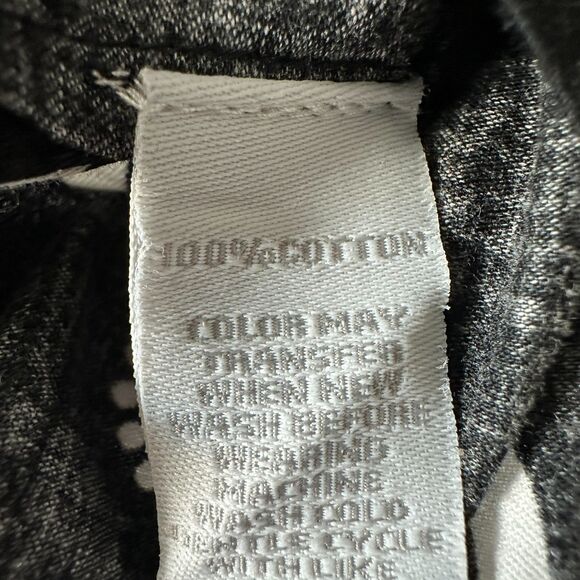 100% COTTON
COLOR MAY
TRANSFER
WHEN NEW
WASH BEFORE
WEARING
MACHINE
WASH COLD
GENTLE CYCLE
WITH LIKE